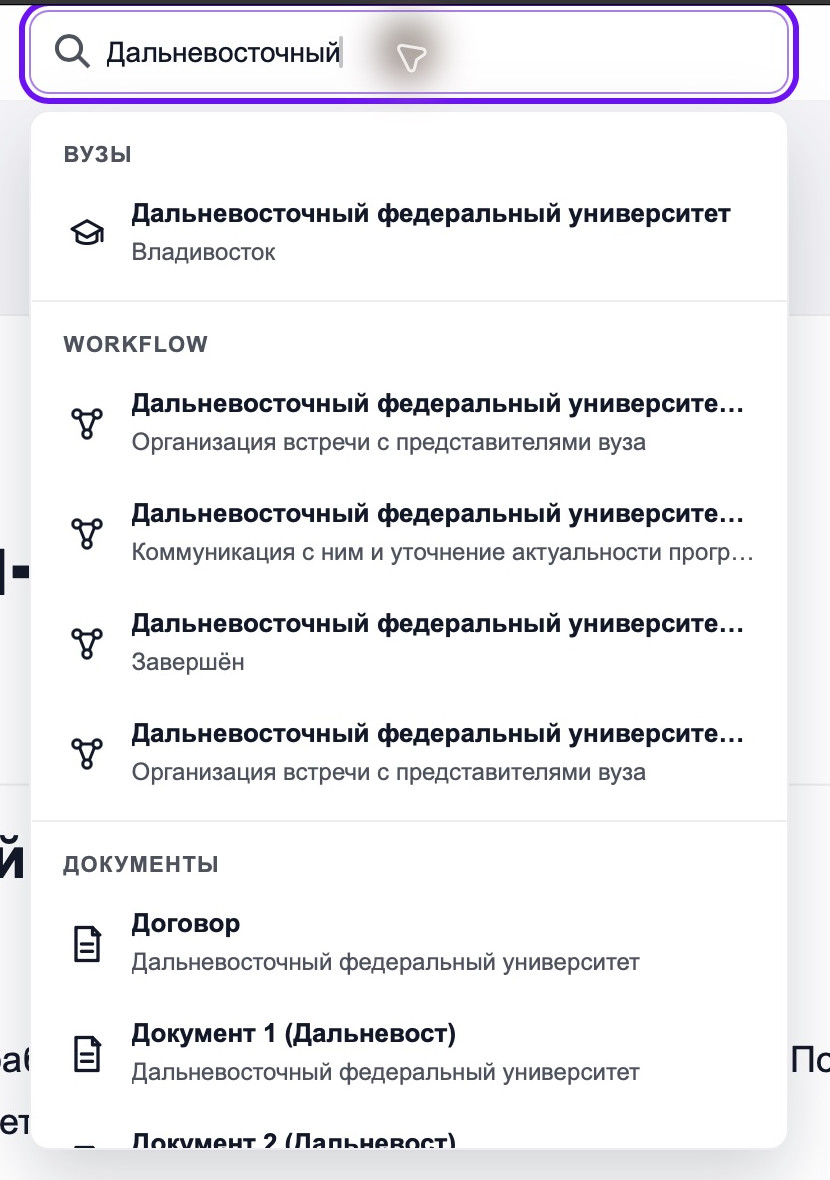 Дальневосточный
ВУЗЫ
Дальневосточный федеральный университет
Владивосток
WORKFLOW
Дальневосточный федеральный университе...
Организация встречи с представителями вуза
Дальневосточный федеральный университе...
Коммуникация с ним и уточнение актуальности прогр...
Дальневосточный федеральный университе...
Завершён
Дальневосточный федеральный университе...
Организация встречи с представителями вуза
й
ДОКУМЕНТЫ
Договор
Дальневосточный федеральный университет
Документ 1 (Дальневост)
Дальневосточный федеральный университет
По
ет
Документ 2 (Дальневост)